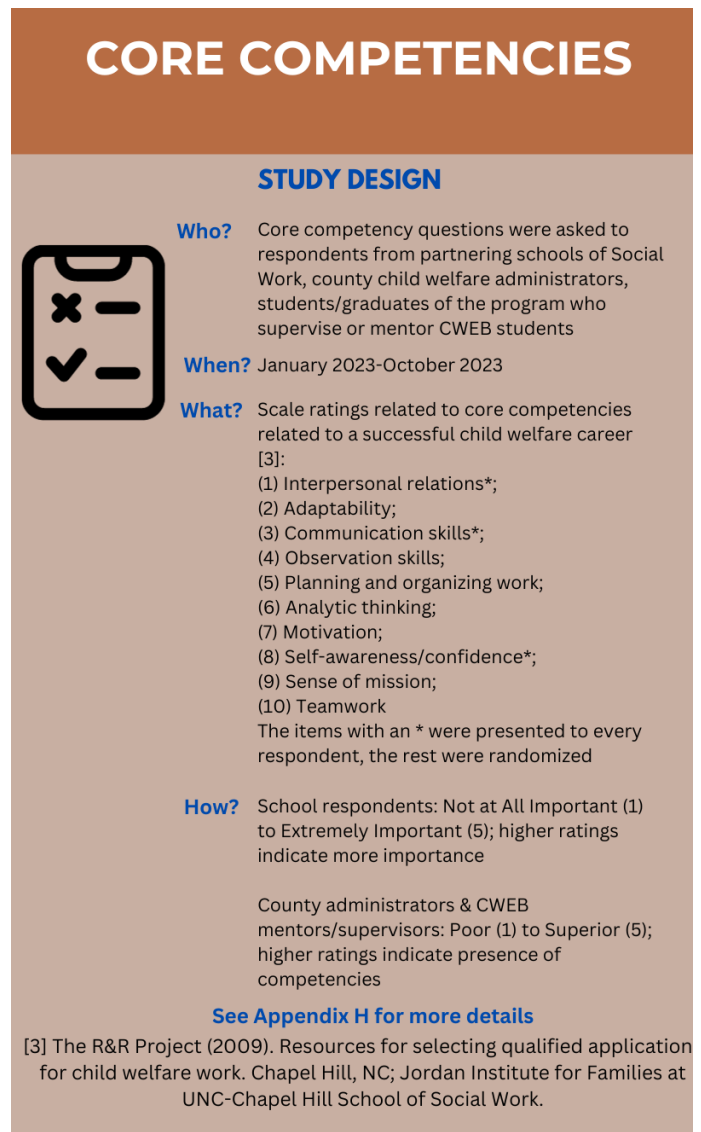 CORE COMPETENCIES
STUDY DESIGN
Who?
Core competency questions were asked to
respondents from partnering schools of Social
Work, county child welfare administrators,
students/graduates of the program who
supervise or mentor CWEB students
When?
January 2023-October 2023
What?
Scale ratings related to core competencies
related to a successful child welfare career
[3]:
(1) Interpersonal relations*;
(2) Adaptability;
(3) Communication skills*;
(4) Observation skills;
(5) Planning and organizing work;
(6) Analytic thinking;
(7) Motivation;
(8) Self-awareness/confidence*;
(9) Sense of mission;
(10) Teamwork
The items with an * were presented to every
respondent, the rest were randomized
How?
School respondents: Not at All Important (1)
to Extremely Important (5); higher ratings
indicate more importance
County administrators & CWEB
mentors/supervisors: Poor (1) to Superior (5);
higher ratings indicate presence of
competencies
See Appendix H for more details
[3] The R&R Project (2009). Resources for selecting qualified application
for child welfare work. Chapel Hill, NC; Jordan Institute for Families at
UNC-Chapel Hill School of Social Work.